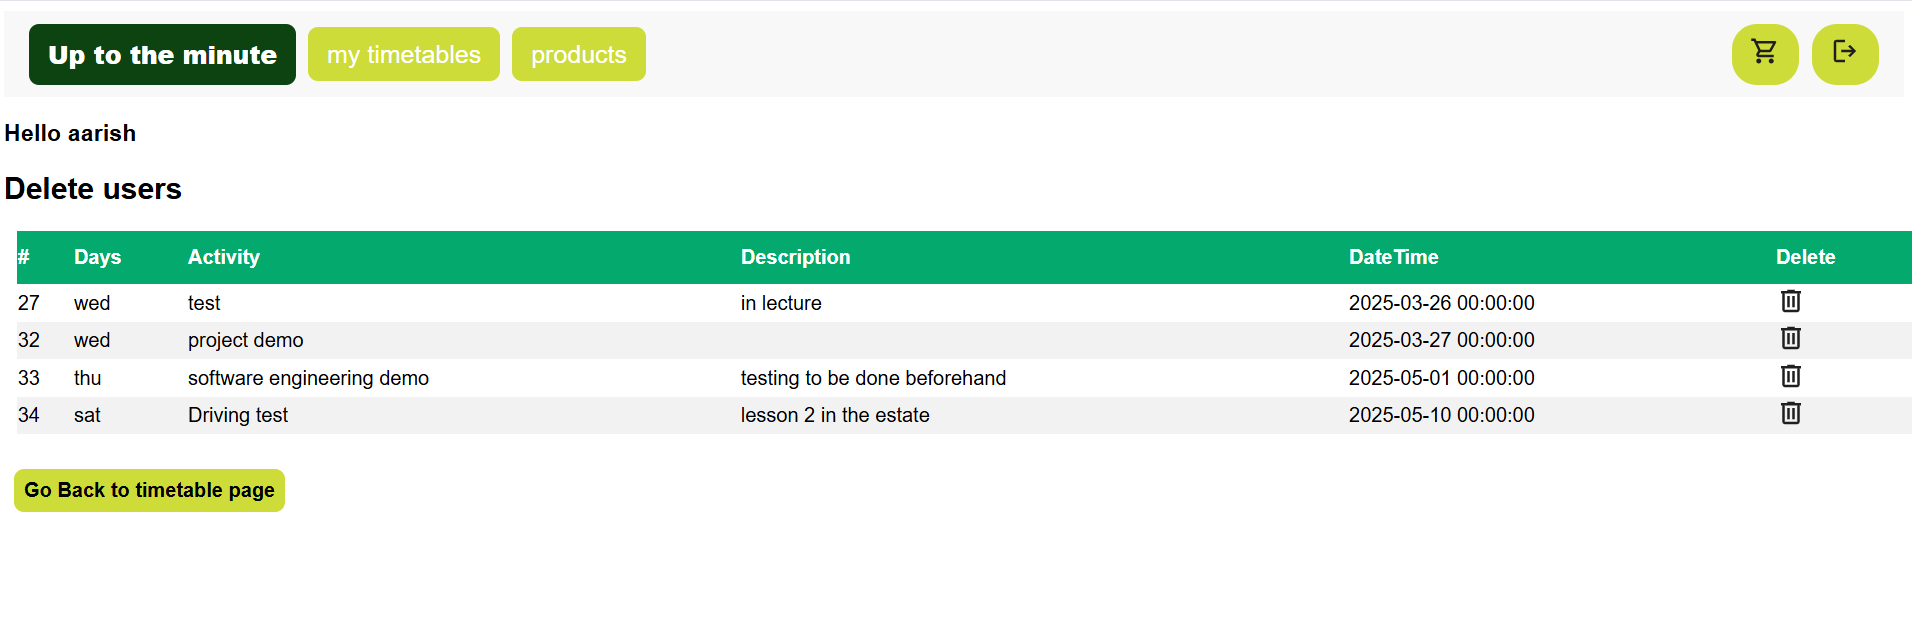 Up to the minute my timetables products
Hello aarish
Delete users
# Days Activity Description DateTime Delete
27 wed test in lecture 2025-03-26 00:00:00
32 wed project demo 2025-03-27 00:00:00
33 thu software engineering demo testing to be done beforehand 2025-05-01 00:00:00
34 sat Driving test lesson 2 in the estate 2025-05-10 00:00:00
Go Back to timetable page